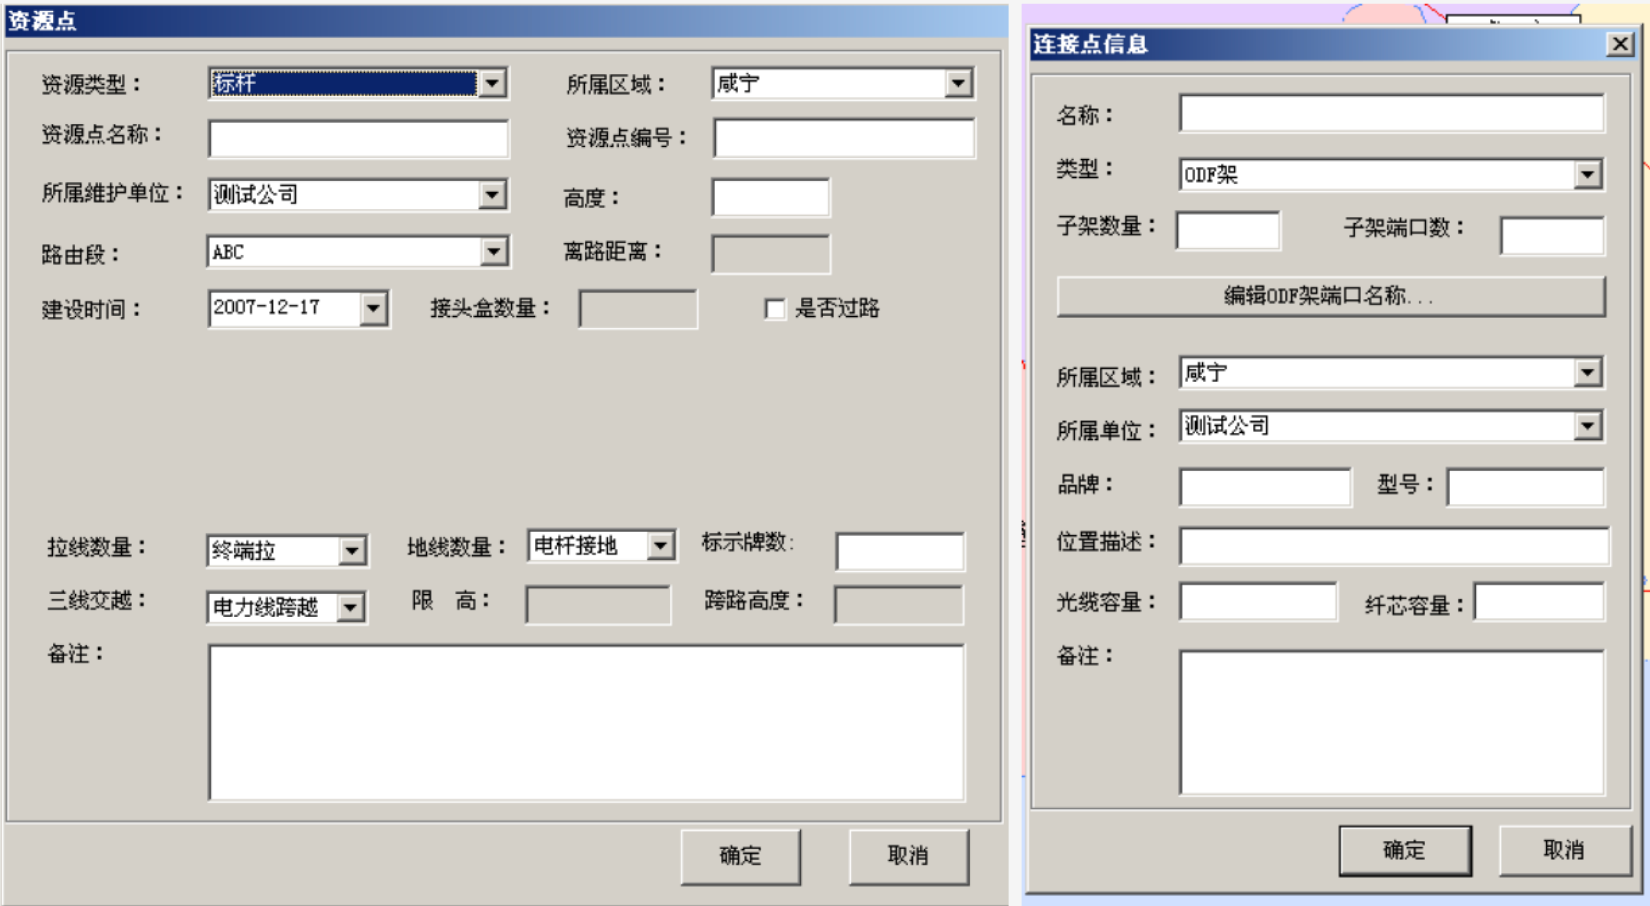 资源点
资源类型： 标杆 所属区域： 咸宁
资源点名称： 资源点编号：
所属维护单位： 测试公司 高度：
路由段： ABC 离路距离：
建设时间： 2007-12-17 接头盒数量： 是否过路
拉线数量： 终端拉 地线数量： 电杆接地 标示牌数:
三线交越： 电力线跨越 限 高： 跨路高度：
备注：
确定 取消
连接点信息
名称：
类型： ODF架
子架数量： 子架端口数：
编辑ODF架端口名称...
所属区域： 咸宁
所属单位： 测试公司
品牌： 型号：
位置描述：
光缆容量： 纤芯容量：
备注：
确定 取消